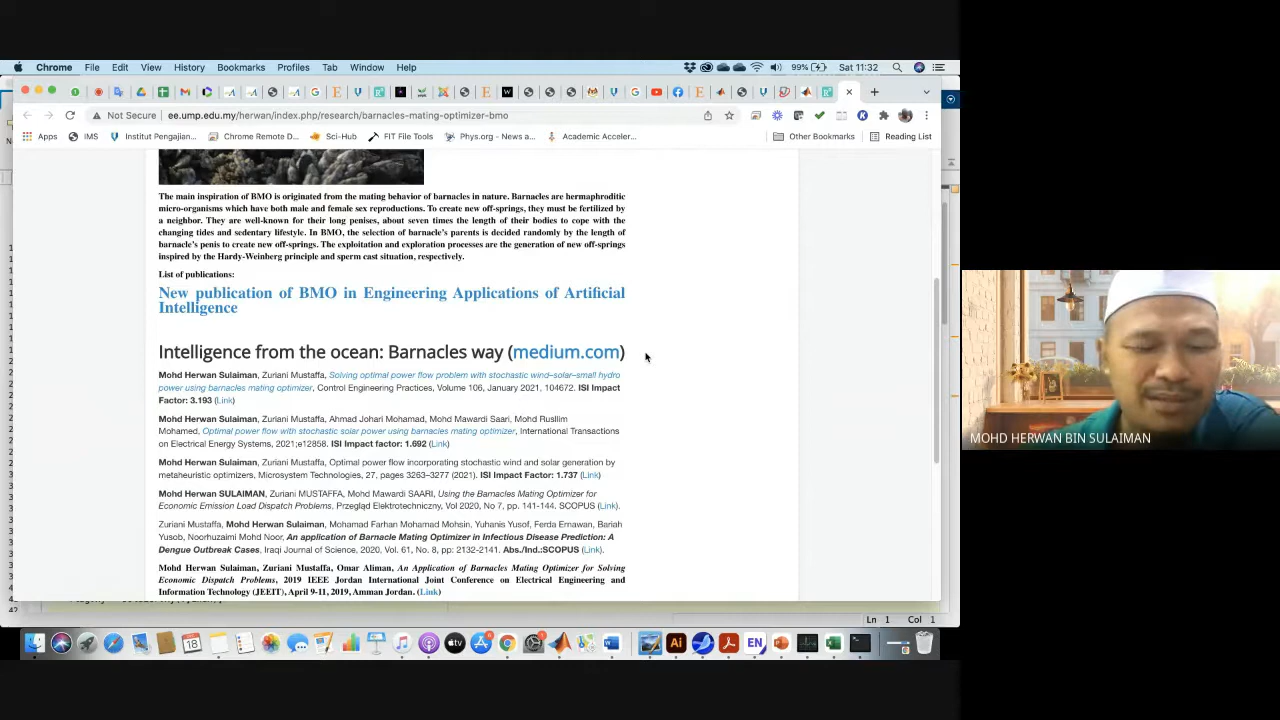 Chrome File Edit View History Bookmarks Profiles Tab Window Help 99% Sat 11:32
Not Secure ee.ump.edu.my/herwan/index.php/research/barnacles-mating-optimizer-bmo
Apps IMS Institut Pengajian... Chrome Remote D... Sci-Hub FIT File Tools Phys.org - News a... Academic Acceler... Other Bookmarks Reading List
The main inspiration of BMO is originated from the mating behavior of barnacles in nature. Barnacles are hermaphroditic
micro-organisms which have both male and female sex reproductions. To create new off-springs, they must be fertilized by
a neighbor. They are well-known for their long penises, about seven times the length of their bodies to cope with the
changing tides and sedentary lifestyle. In BMO, the selection of barnacle's parents is decided randomly by the length of
barnacle's penis to create new off-springs. The exploitation and exploration processes are the generation of new off-springs
inspired by the Hardy-Weinberg principle and sperm cast situation, respectively.
List of publications:
New publication of BMO in Engineering Applications of Artificial
Intelligence
Intelligence from the ocean: Barnacles way (medium.com)
Mohd Herwan Sulaiman, Zuriani Mustaffa, Solving optimal power flow problem with stochastic wind–solar–small hydro
power using barnacles mating optimizer, Control Engineering Practices, Volume 106, January 2021, 104672. ISI Impact
Factor: 3.193 (Link)
Mohd Herwan Sulaiman, Zuriani Mustaffa, Ahmad Johari Mohamad, Mohd Mawardi Saari, Mohd Rusllim
Mohamed, Optimal power flow with stochastic solar power using barnacles mating optimizer, International Transactions
on Electrical Energy Systems, 2021;e12858. ISI Impact factor: 1.692 (Link)
Mohd Herwan Sulaiman, Zuriani Mustaffa, Optimal power flow incorporating stochastic wind and solar generation by
metaheuristic optimizers, Microsystem Technologies, 27, pages 3263–3277 (2021). ISI Impact Factor: 1.737 (Link)
Mohd Herwan SULAIMAN, Zuriani MUSTAFFA, Mohd Mawardi SAARI, Using the Barnacles Mating Optimizer for
Economic Emission Load Dispatch Problems, Przegląd Elektrotechniczny, Vol 2020, No 7, pp. 141-144. SCOPUS (Link).
Zuriani Mustaffa, Mohd Herwan Sulaiman, Mohamad Farhan Mohamad Mohsin, Yuhanis Yusof, Ferda Ernawan, Bariah
Yusob, Noorhuzaimi Mohd Noor, An application of Barnacle Mating Optimizer in Infectious Disease Prediction: A
Dengue Outbreak Cases, Iraqi Journal of Science, 2020, Vol. 61, No. 8, pp: 2132-2141. Abs./Ind.:SCOPUS (Link).
Mohd Herwan Sulaiman, Zuriani Mustaffa, Omar Aliman, An Application of Barnacles Mating Optimizer for Solving
Economic Dispatch Problems, 2019 IEEE Jordan International Joint Conference on Electrical Engineering and
Information Technology (JEEIT), April 9-11, 2019, Amman Jordan. (Link)
Ln 1 Col 1
MOHD HERWAN BIN SULAIMAN